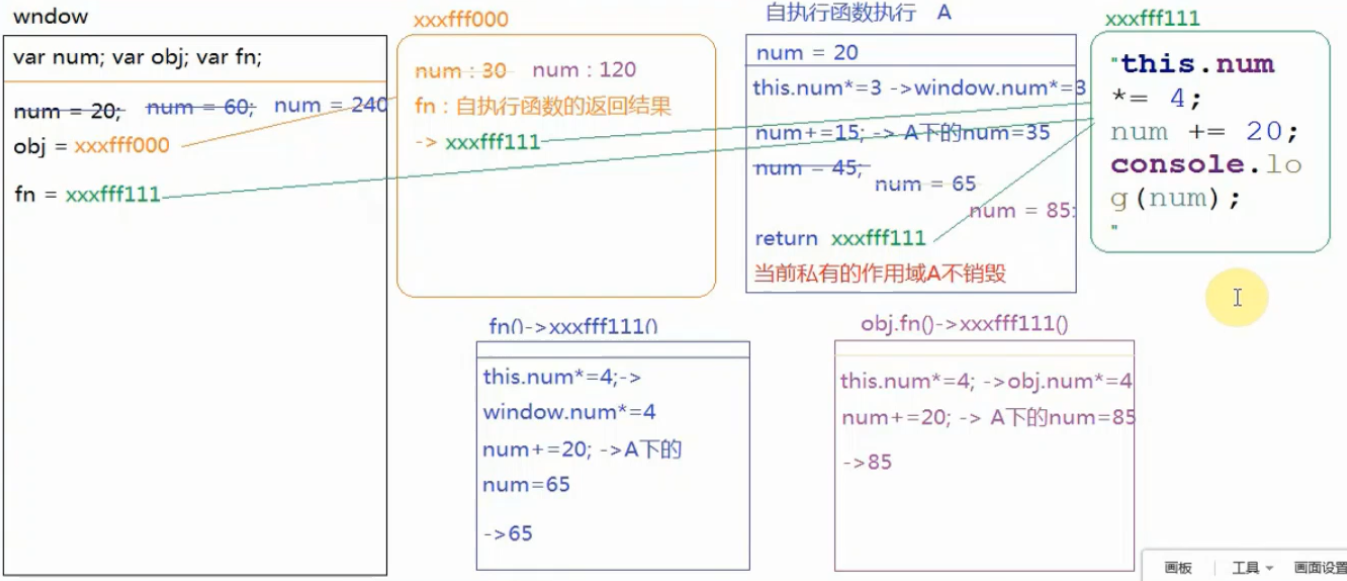 wndow
var num; var obj; var fn;
num = 20; num = 60; num = 240
obj = xxxfff000
fn = xxxfff111
xxxfff000
num : 30 num : 120
fn : 自执行函数的返回结果
-> xxxfff111
自执行函数执行 A
num = 20
this.num*=3 ->window.num*=3
num+=15; -> A下的num=35
num = 45;
num = 65
num = 85;
return xxxfff111
当前私有的作用域A不销毁
xxxfff111
"this.num
*= 4;
num += 20;
console.lo
g(num);
"
fn()->xxxfff111()
this.num*=4;->
window.num*=4
num+=20; ->A下的
num=65
->65
obj.fn()->xxxfff111()
this.num*=4; ->obj.num*=4
num+=20; -> A下的num=85
->85
画板 工具 画面设置